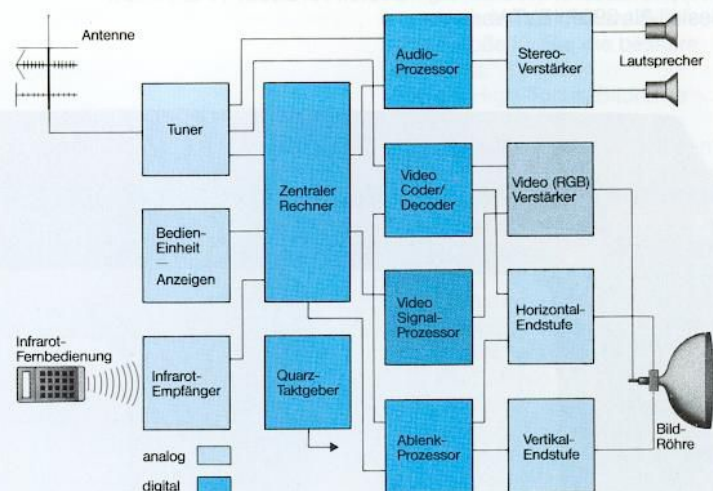 Antenne
Tuner
Bedien-
Einheit
—
Anzeigen
Infrarot-
Fernbedienung
Infrarot-
Empfänger
analog
digital
Zentraler
Rechner
Quarz-
Taktgeber
Audio-
Prozessor
Video
Coder/
Decoder
Video
Signal-
Prozessor
Ablenk-
Prozessor
Stereo-
Verstärker
Video (RGB)
Verstärker
Horizontal-
Endstufe
Vertikal-
Endstufe
Lautsprecher
Bild-
Röhre